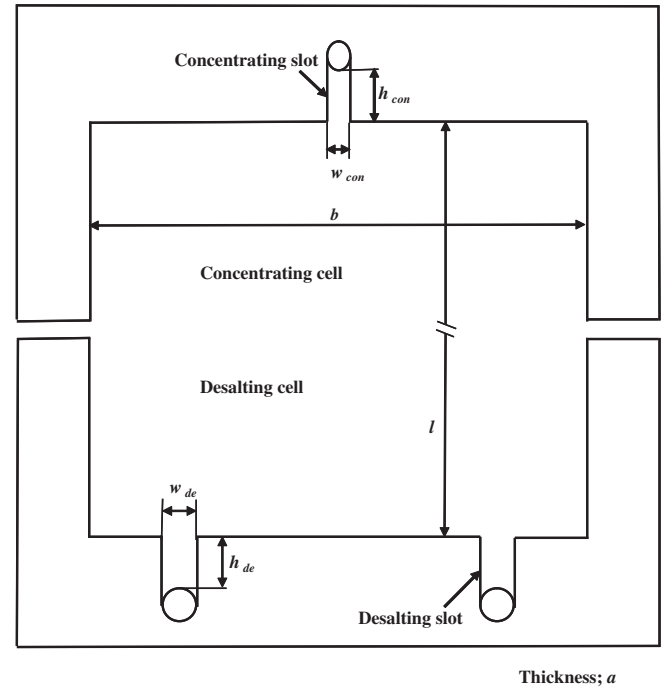 Concentrating slot
h con
w con
b
Concentrating cell
Desalting cell
l
w de
h de
Desalting slot
Thickness; a